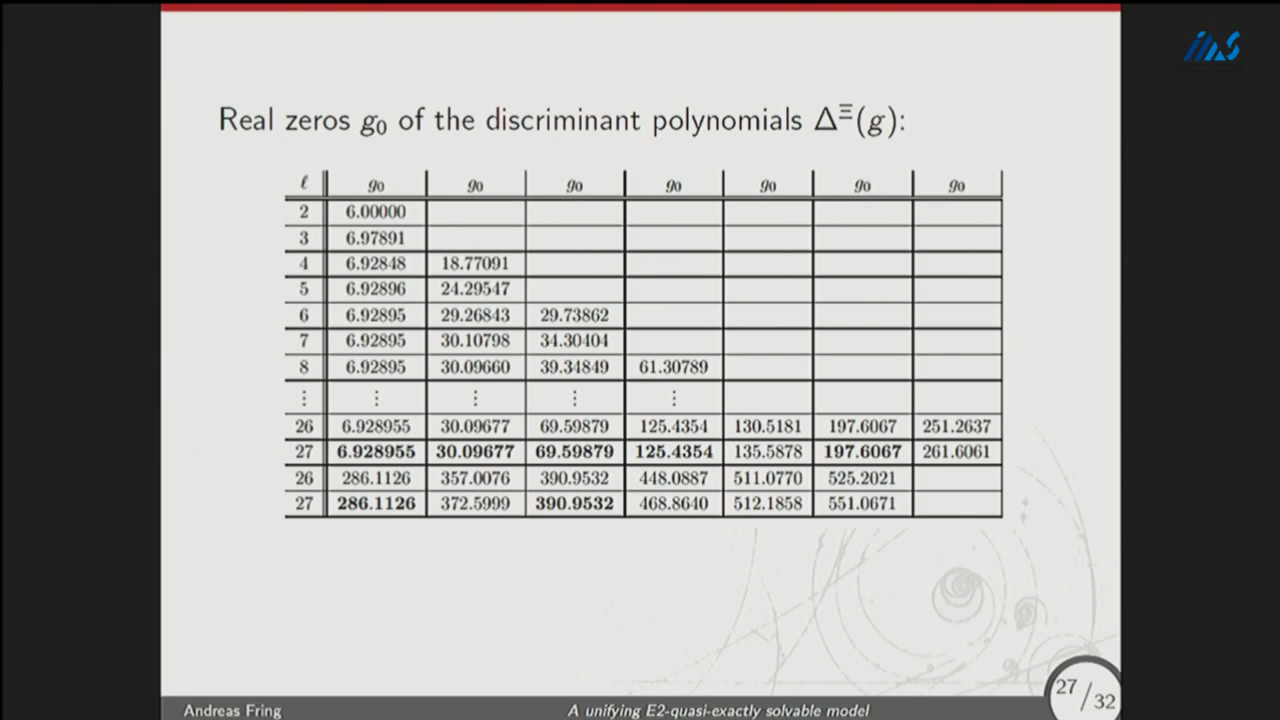 IMS
Real zeros g₀ of the discriminant polynomials Δ^Ξ(g):
ℓ g₀ g₀ g₀ g₀ g₀ g₀ g₀
2 6.00000
3 6.97891
4 6.92848 18.77091
5 6.92896 24.29547
6 6.92895 29.26843 29.73862
7 6.92895 30.10798 34.30404
8 6.92895 30.09660 39.34849 61.30789
⋮ ⋮ ⋮ ⋮ ⋮
26 6.928955 30.09677 69.59879 125.4354 130.5181 197.6067 251.2637
27 6.928955 30.09677 69.59879 125.4354 135.5878 197.6067 261.6061
26 286.1126 357.0076 390.9532 448.0887 511.0770 525.2021
27 286.1126 372.5999 390.9532 468.8640 512.1858 551.0671
Andreas Fring A unifying E2-quasi-exactly solvable model 27/32